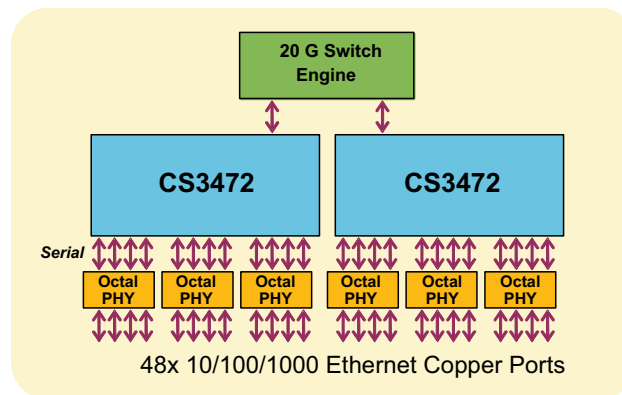 20 G Switch
Engine
CS3472
CS3472
Serial
Octal
PHY
Octal
PHY
Octal
PHY
Octal
PHY
Octal
PHY
Octal
PHY
48x 10/100/1000 Ethernet Copper Ports